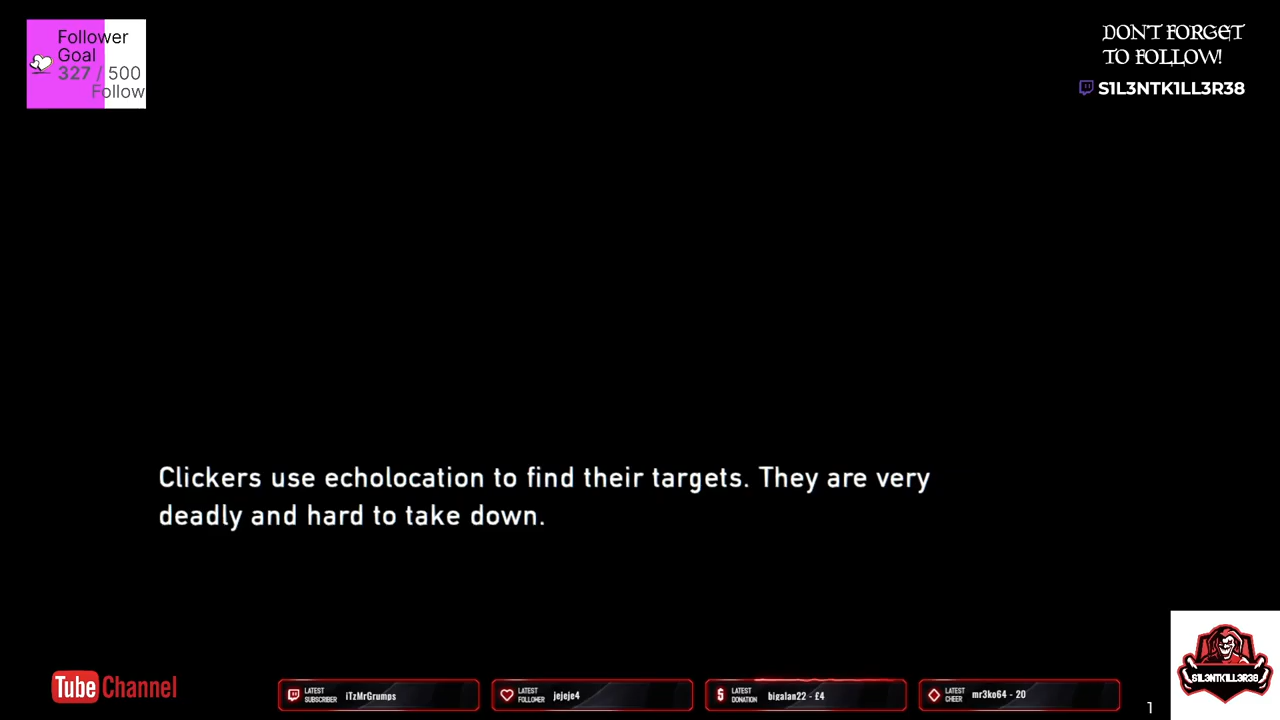 Follower
Goal
327 / 500
Follow
DON'T FORGET
TO FOLLOW!
S1L3NTK1LL3R38
Clickers use echolocation to find their targets. They are very
deadly and hard to take down.
YouTube Channel
LATEST
SUBSCRIBER
iTzMrGrumps
LATEST
FOLLOWER
jejeje4
$
LATEST
DONATION
bigalan22 - £4
LATEST
CHEER
mr3ko64 - 20
1
S1L3NTK1LL3R38